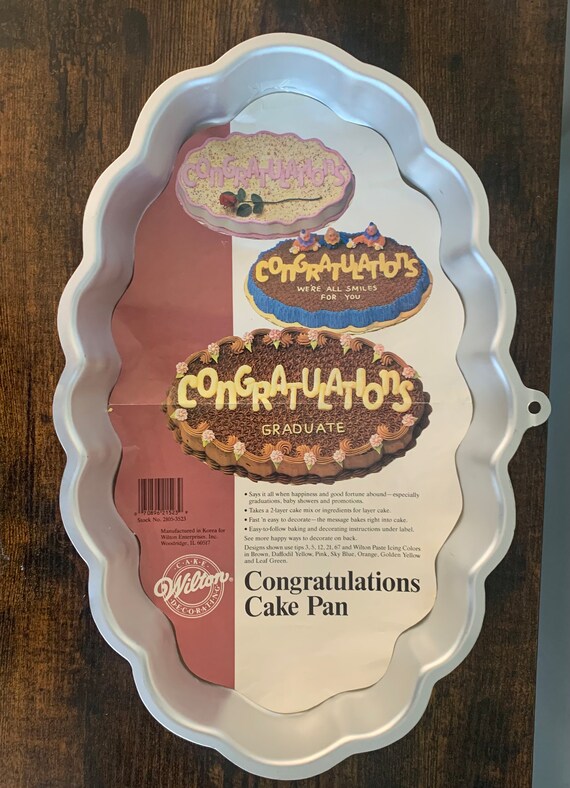 CONGRATULATIONS
CONGRATULATIONS
WE'RE ALL SMILES
FOR YOU
CONGRATULATIONS
GRADUATE
• Says it all when happiness and good fortune abound—especially
graduations, baby showers and promotions.
• Takes a 2-layer cake mix or ingredients for layer cake.
• Fast 'n easy to decorate—the message bakes right into cake.
• Easy-to-follow baking and decorating instructions under label.
See more happy ways to decorate on back.
Designs shown use tips 3, 5, 12, 21, 67 and Wilton Paste Icing Colors
in Brown, Daffodil Yellow, Pink, Sky Blue, Orange, Golden Yellow
and Leaf Green.
Stock No. 2105-3523
Manufactured in Korea for
Wilton Enterprises, Inc.
Woodridge, IL 60517
CAKE
Wilton®
DECORATING
Congratulations
Cake Pan